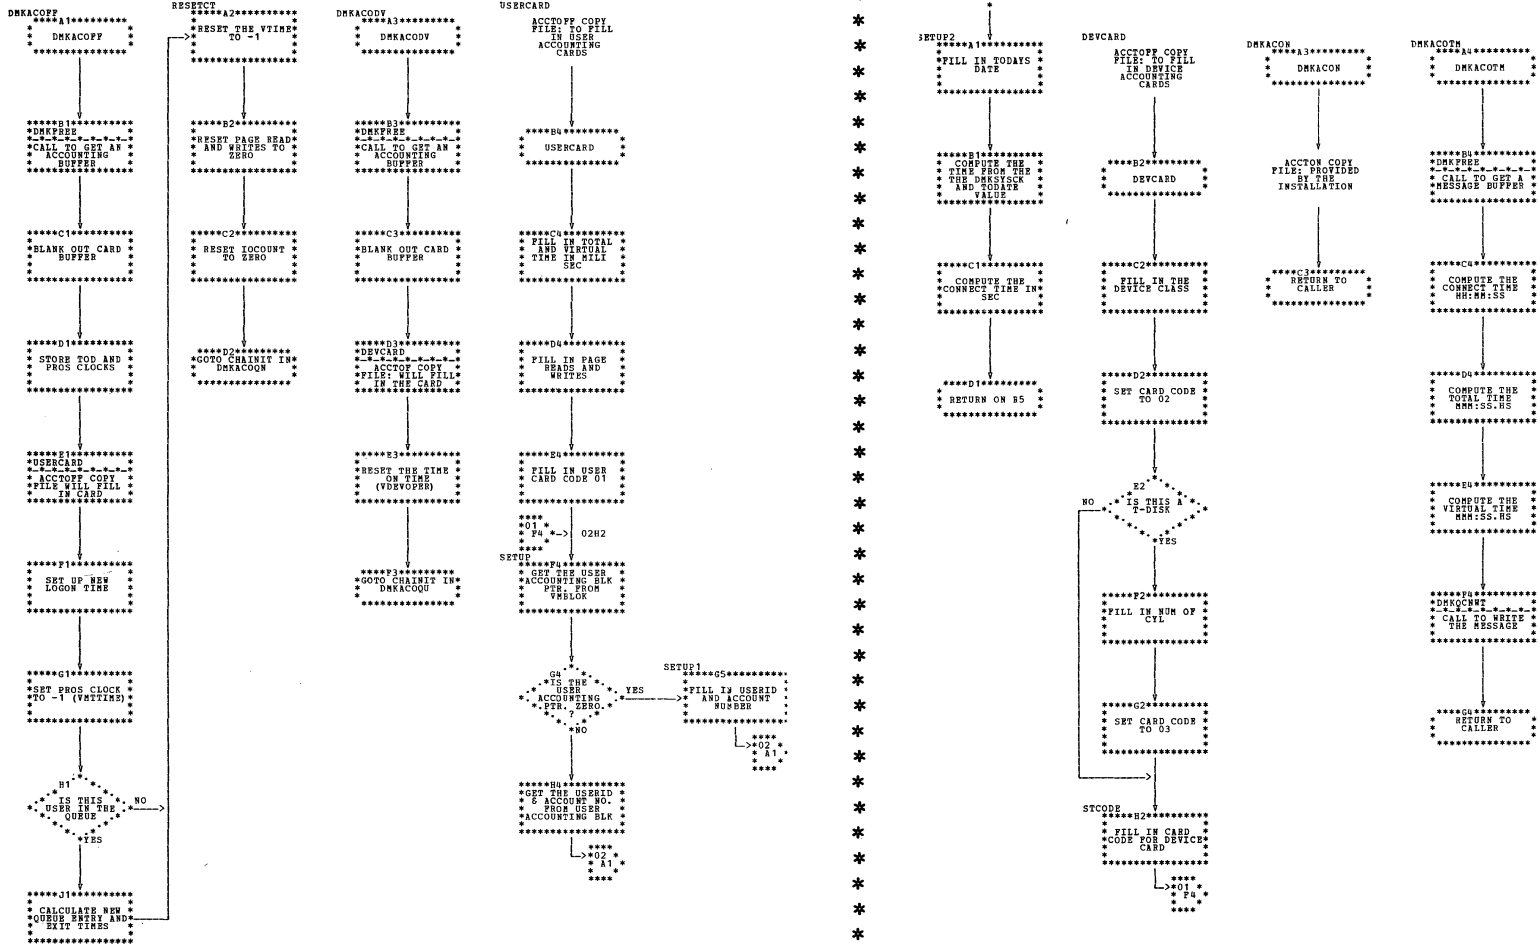 DMKACOFF
A1
DMKACOFF
B1
DMKFREE
CALL TO GET AN
ACCOUNTING
BUFFER
C1
BLANK OUT CARD
BUFFER
D1
STORE TOD AND
PROS CLOCKS
E1
USERCARD
ACCTOFF COPY
FILE WILL FILL
IN CARD
F1
SET UP NEW
LOGON TIME
G1
SET PROS CLOCK
TO -1 (VMTTIME)
H1
IS THIS
USER IN THE
QUEUE
NO
YES
J1
CALCULATE NEW
QUEUE ENTRY AND
EXIT TIMES
RESETCT
A2
RESET THE VTIME
TO -1
B2
RESET PAGE READ
AND WRITES TO
ZERO
C2
RESET IOCOUNT
TO ZERO
D2
GOTO CHAINIT IN
DMKACOQN
DMKACODV
A3
DMKACODV
B3
DMKFREE
CALL TO GET AN
ACCOUNTING
BUFFER
C3
BLANK OUT CARD
BUFFER
D3
DEVCARD
ACCTOF COPY
FILE: WILL FILL
IN THE CARD
E3
RESET THE TIME
ON TIME
(VDEVOPER)
F3
GOTO CHAINIT IN
DMKACOQU
USERCARD
ACCTOFF COPY
FILE: TO FILL
IN USER
ACCOUNTING
CARDS
B4
USERCARD
C4
FILL IN TOTAL
AND VIRTUAL
TIME IN MILI
SEC
D4
FILL IN PAGE
READS AND
WRITES
E4
FILL IN USER
CARD CODE 01
01
F4
02H2
SETUP
F4
GET THE USER
ACCOUNTING BLK
PTR. FROM
VMBLOK
G4
IS THE
USER
ACCOUNTING
PTR. ZERO.
?
YES
NO
SETUP1
G5
FILL IN USERID
AND ACCOUNT
NUMBER
02
A1
H4
GET THE USERID
& ACCOUNT NO.
FROM USER
ACCOUNTING BLK
02
A1
SETUP2
A1
FILL IN TODAYS
DATE
B1
COMPUTE THE
TIME FROM THE
THE DMKSYSCK
AND TODATE
VALUE
C1
COMPUTE THE
CONNECT TIME IN
SEC
D1
RETURN ON R5
DEVCARD
ACCTOFF COPY
FILE: TO FILL
IN DEVICE
ACCOUNTING
CARDS
B2
DEVCARD
C2
FILL IN THE
DEVICE CLASS
D2
SET CARD CODE
TO 02
E2
IS THIS A
T-DISK
NO
YES
F2
FILL IN NUM OF
CYL
G2
SET CARD CODE
TO 03
STCODE
H2
FILL IN CARD
CODE FOR DEVICE
CARD
01
F4
DMKACON
A3
DMKACON
ACCTON COPY
FILE: PROVIDED
BY THE
INSTALLATION
C3
RETURN TO
CALLER
DMKACOTM
A4
DMKACOTM
B4
DMKFREE
CALL TO GET A
MESSAGE BUFFER
C4
COMPUTE THE
CONNECT TIME
HH:MM:SS
D4
COMPUTE THE
TOTAL TIME
MMM:SS.HS
E4
COMPUTE THE
VIRTUAL TIME
MMM:SS.HS
F4
DMKQCNWT
CALL TO WRITE
THE MESSAGE
G4
RETURN TO
CALLER